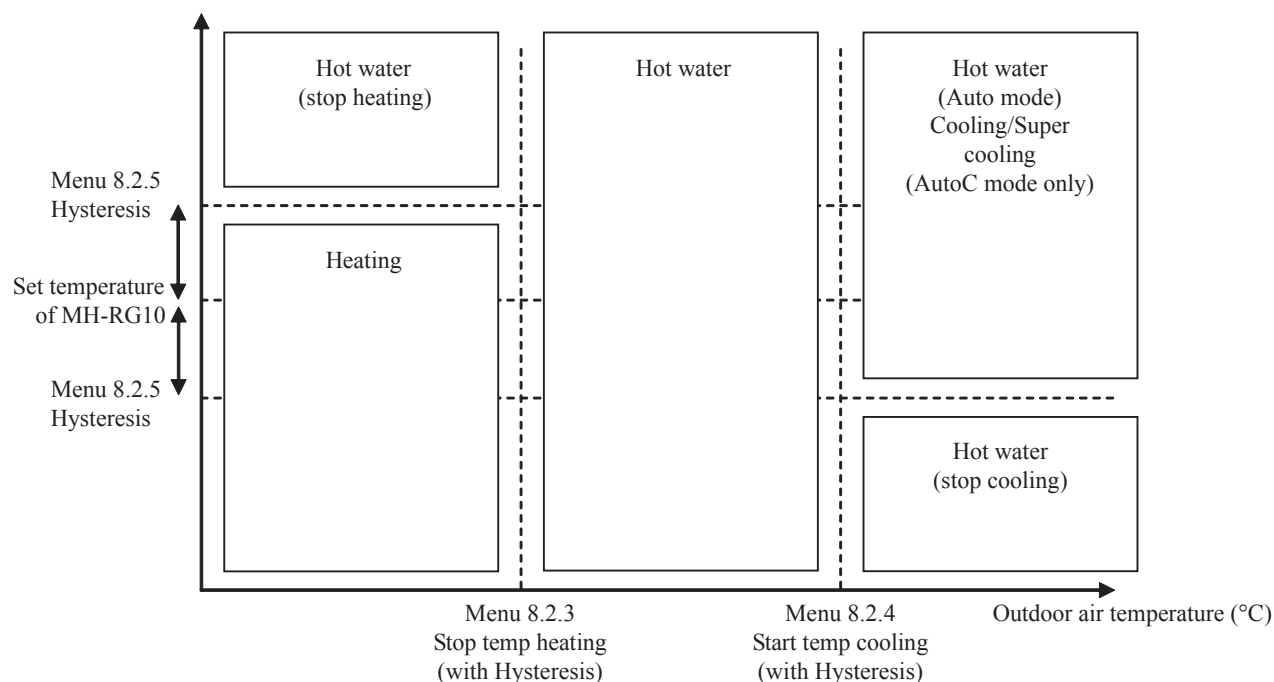 Hot water
(stop heating)
Hot water
Hot water
(Auto mode)
Cooling/Super
cooling
(AutoC mode only)
Menu 8.2.5
Hysteresis
Heating
Set temperature
of MH-RG10
Menu 8.2.5
Hysteresis
Hot water
(stop cooling)
Menu 8.2.3
Stop temp heating
(with Hysteresis)
Menu 8.2.4
Start temp cooling
(with Hysteresis)
Outdoor air temperature (°C)